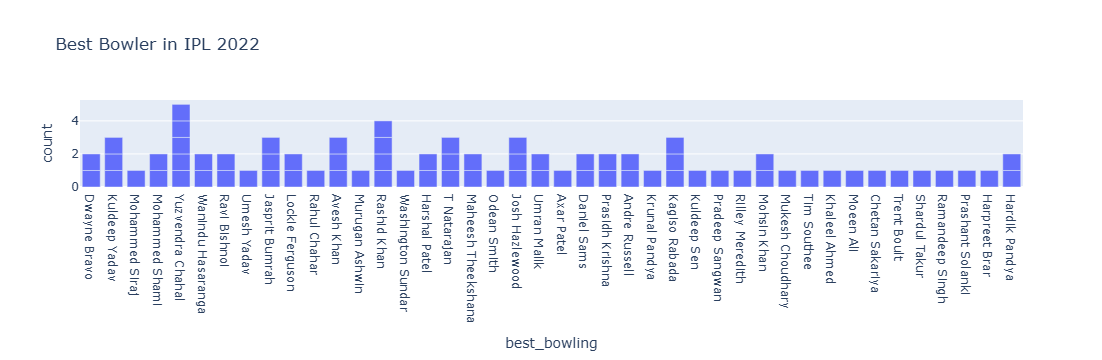 Best Bowler in IPL 2022
count
4
2
0
Dwayne Bravo
Kuldeep Yadav
Mohammed Siraj
Mohammed Shami
Yuzvendra Chahal
Wanindu Hasaranga
Ravi Bishnoi
Umesh Yadav
Jasprit Bumrah
Lockie Ferguson
Rahul Chahar
Avesh Khan
Murugan Ashwin
Rashid Khan
Washington Sundar
Harshal Patel
T Natarajan
Maheesh Theekshana
Odean Smith
Josh Hazlewood
Umran Malik
Axar Patel
Daniel Sams
Prasidh Krishna
Andre Russell
Krunal Pandya
Kagiso Rabada
Kuldeep Sen
Pradeep Sangwan
Riley Meredith
Mohsin Khan
Mukesh Choudhary
Tim Southee
Khaleel Ahmed
Moeen Ali
Chetan Sakariya
Trent Boult
Shardul Takur
Ramandeep Singh
Prashant Solanki
Harpreet Brar
Hardik Pandya
best_bowling